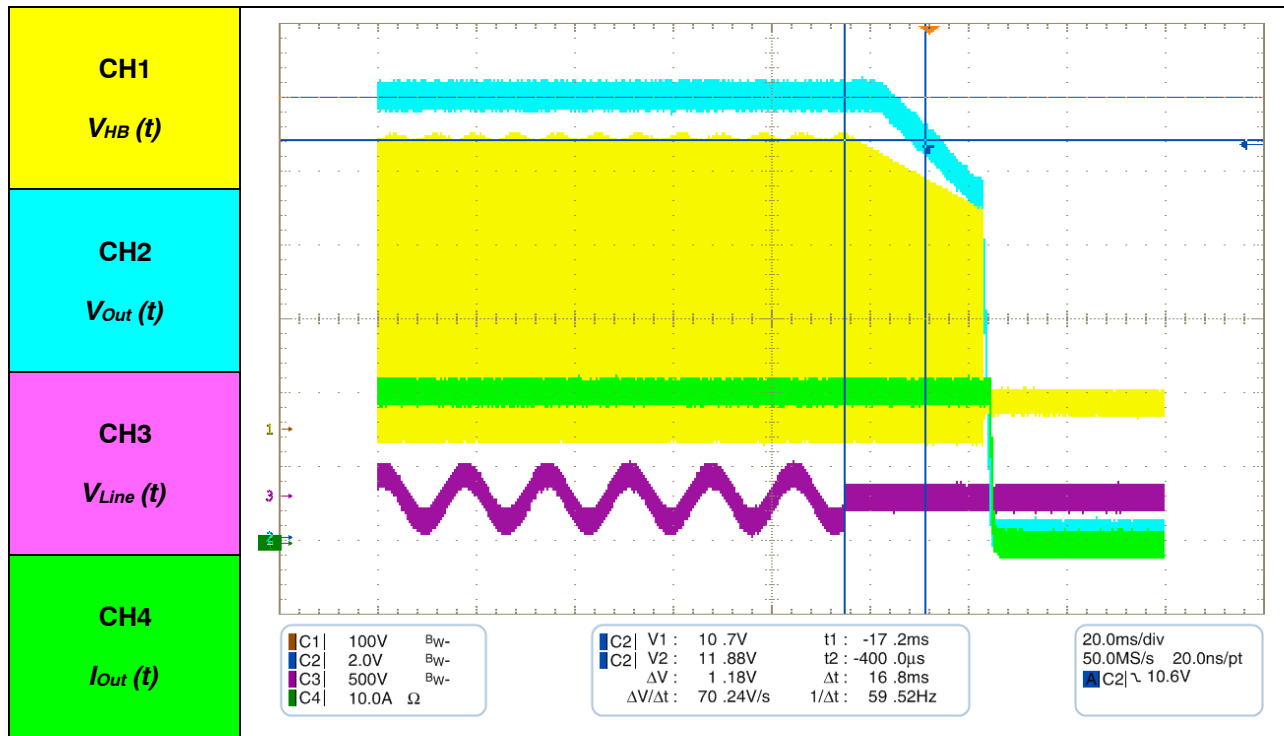 CH1
VHB (t)
CH2
VOut (t)
CH3
VLine (t)
CH4
IOut (t)
1
3
2
C1 100V BW-
C2 2.0V BW-
C3 500V BW-
C4 10.0A Ω
C2 V1 : 10 .7V t1 : -17 .2ms
C2 V2 : 11 .88V t2 : -400 .0µs
ΔV : 1 .18V Δt : 16 .8ms
ΔV/Δt : 70 .24V/s 1/Δt : 59 .52Hz
20.0ms/div
50.0MS/s 20.0ns/pt
A C2 10.6V